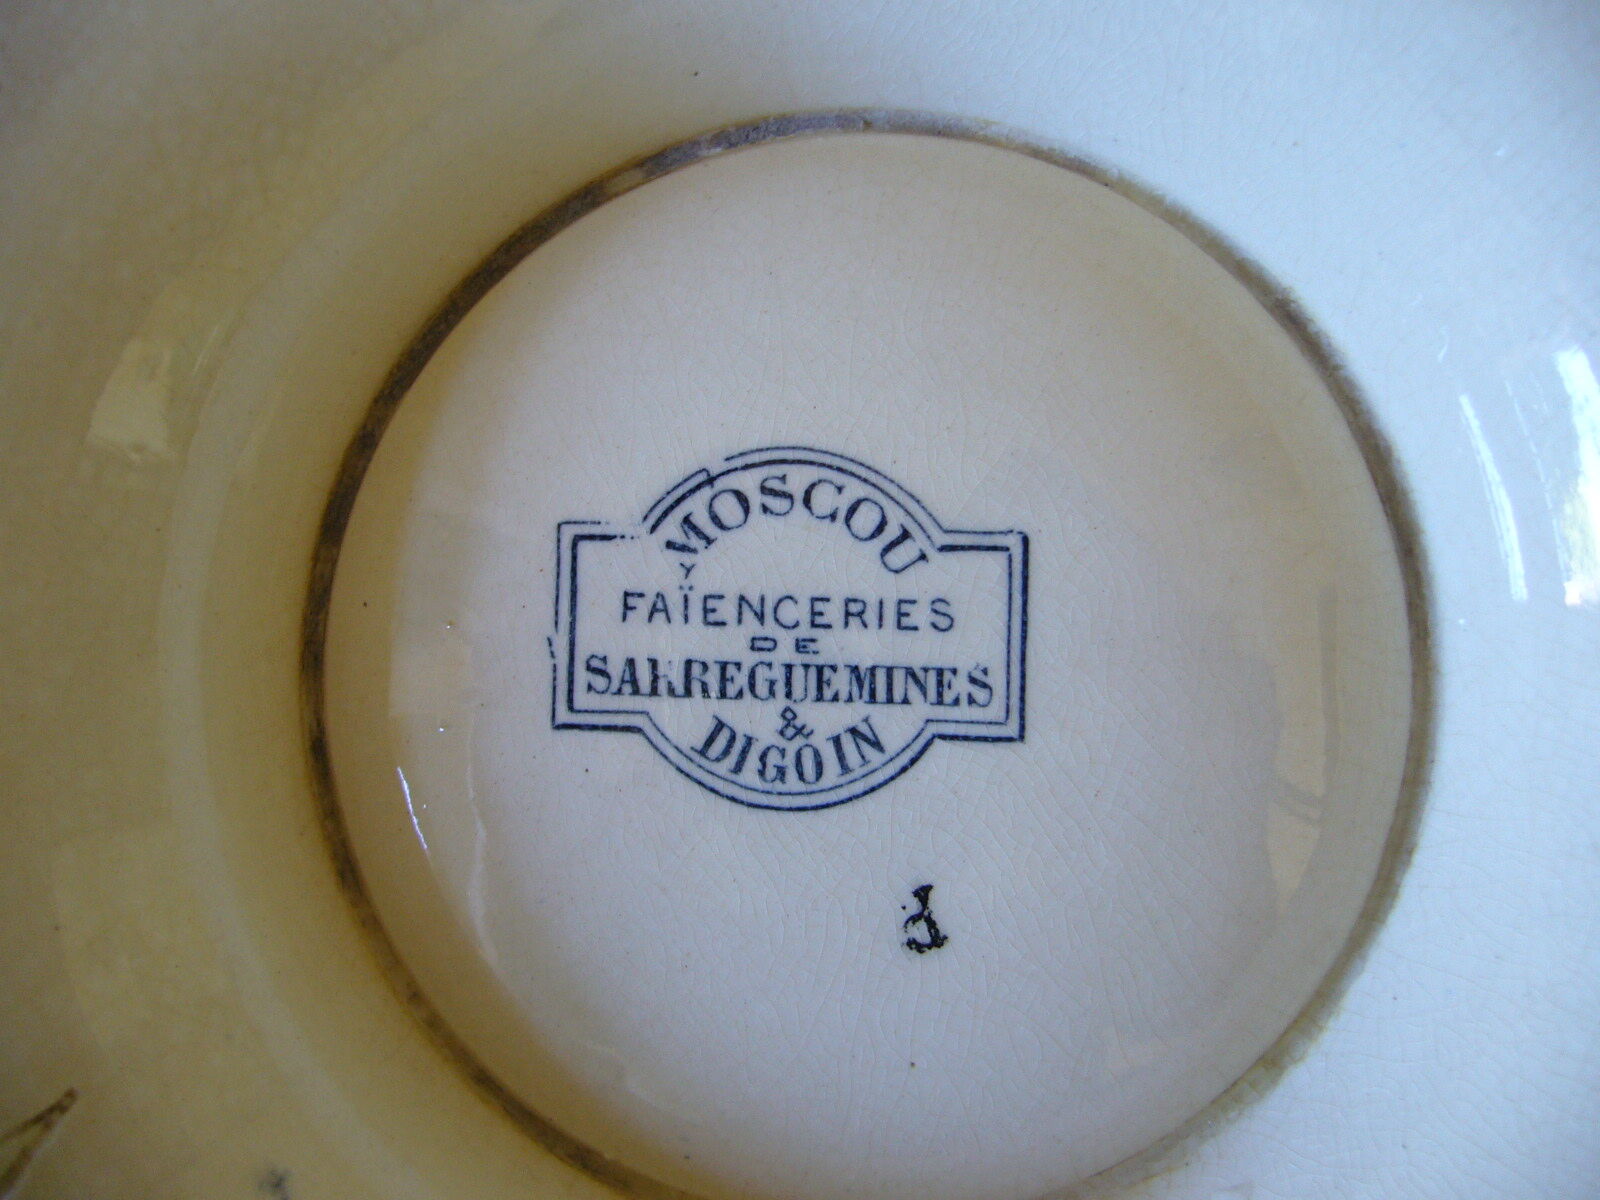 MOSCOU
FAÏENCERIES
DE
SARREGUEMINES
&
DIGOIN